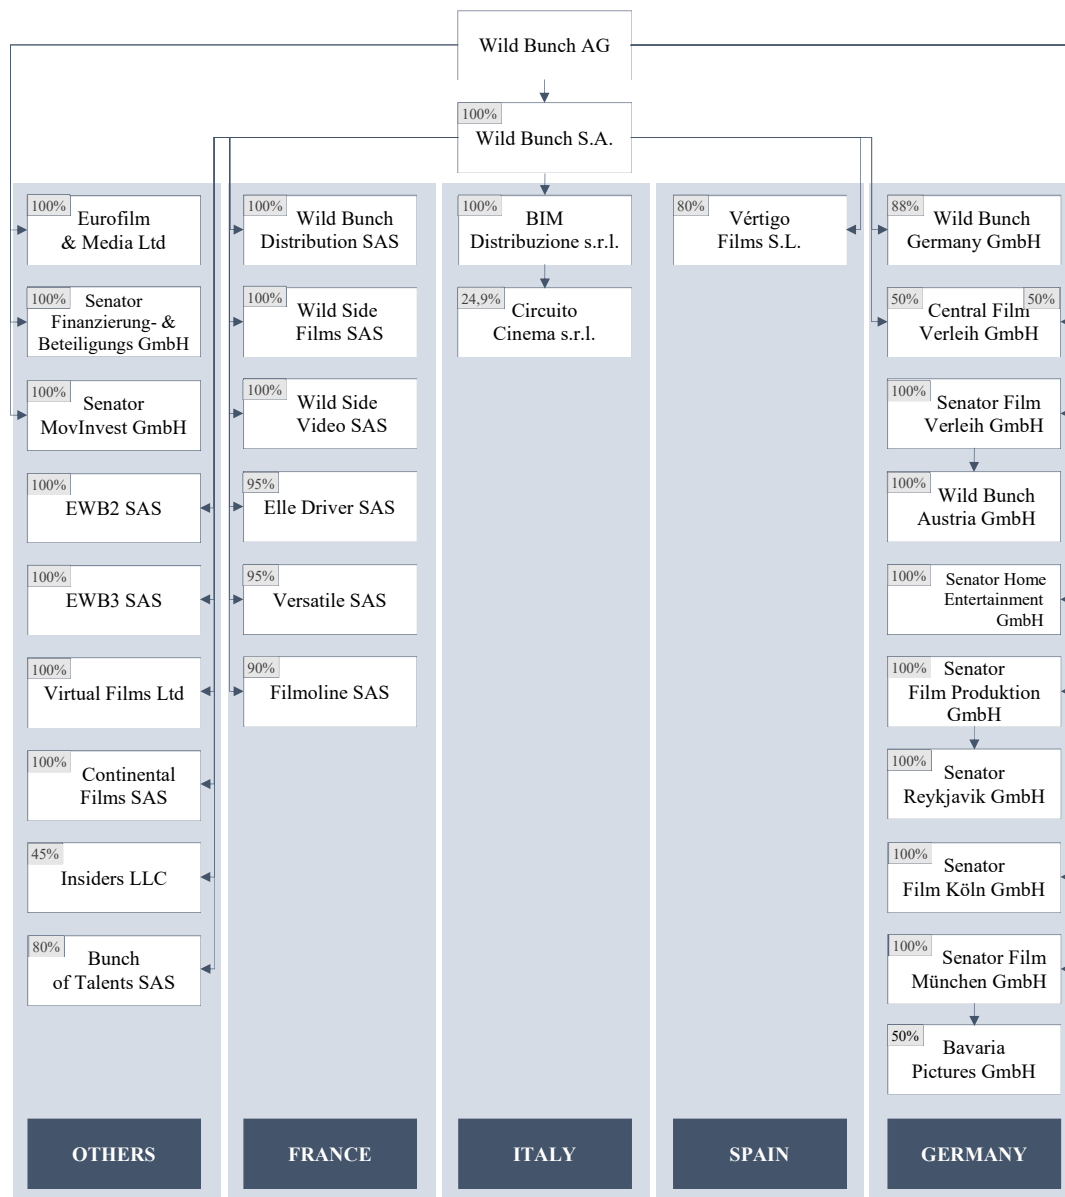 Wild Bunch AG
100%
Wild Bunch S.A.
100%
Eurofilm
& Media Ltd
100%
Senator
Finanzierung- &
Beteiligungs GmbH
100%
Senator
MovInvest GmbH
100%
EWB2 SAS
100%
EWB3 SAS
100%
Virtual Films Ltd
100%
Continental
Films SAS
45%
Insiders LLC
80%
Bunch
of Talents SAS
OTHERS
100%
Wild Bunch
Distribution SAS
100%
Wild Side
Films SAS
100%
Wild Side
Video SAS
95%
Elle Driver SAS
95%
Versatile SAS
90%
Filmoline SAS
FRANCE
100%
BIM
Distribuzione s.r.l.
24,9%
Circuito
Cinema s.r.l.
ITALY
80%
Vértigo
Films S.L.
SPAIN
88%
Wild Bunch
Germany GmbH
50%
50%
Central Film
Verleih GmbH
100%
Senator Film
Verleih GmbH
100%
Wild Bunch
Austria GmbH
100%
Senator Home
Entertainment
GmbH
100%
Senator
Film Produktion
GmbH
100%
Senator
Reykjavik GmbH
100%
Senator
Film Köln GmbH
100%
Senator Film
München GmbH
50%
Bavaria
Pictures GmbH
GERMANY